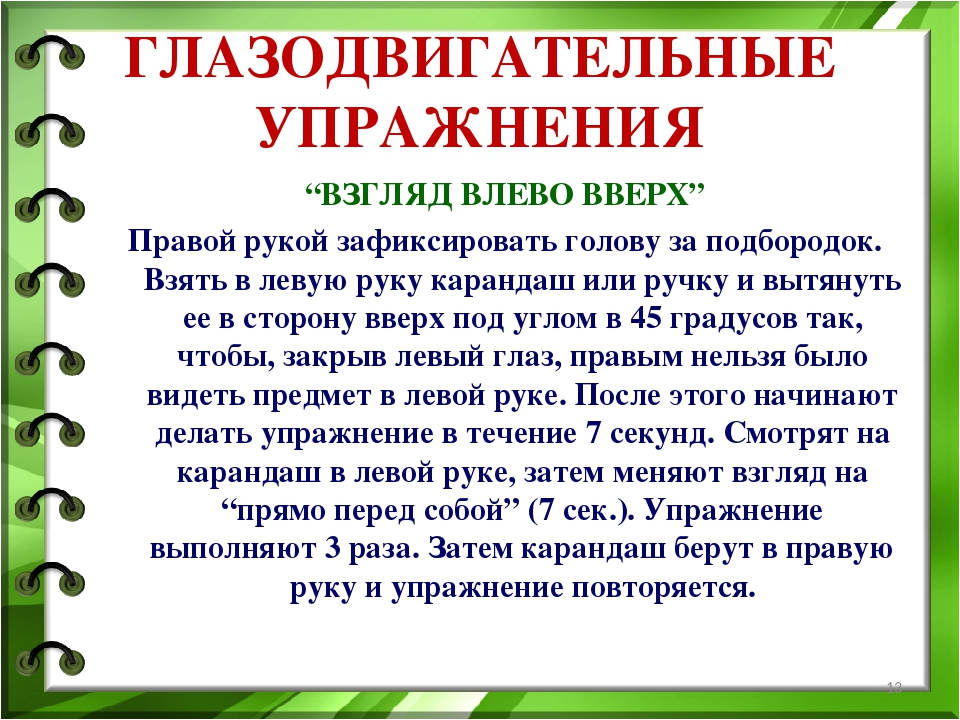 ГЛАЗОДВИГАТЕЛЬНЫЕ
УПРАЖНЕНИЯ
“ВЗГЛЯД ВЛЕВО ВВЕРХ”
Правой рукой зафиксировать голову за подбородок.
Взять в левую руку карандаш или ручку и вытянуть
ее в сторону вверх под углом в 45 градусов так,
чтобы, закрыв левый глаз, правым нельзя было
видеть предмет в левой руке. После этого начинают
делать упражнение в течение 7 секунд. Смотрят на
карандаш в левой руке, затем меняют взгляд на
“прямо перед собой” (7 сек.). Упражнение
выполняют 3 раза. Затем карандаш берут в правую
руку и упражнение повторяется.
13